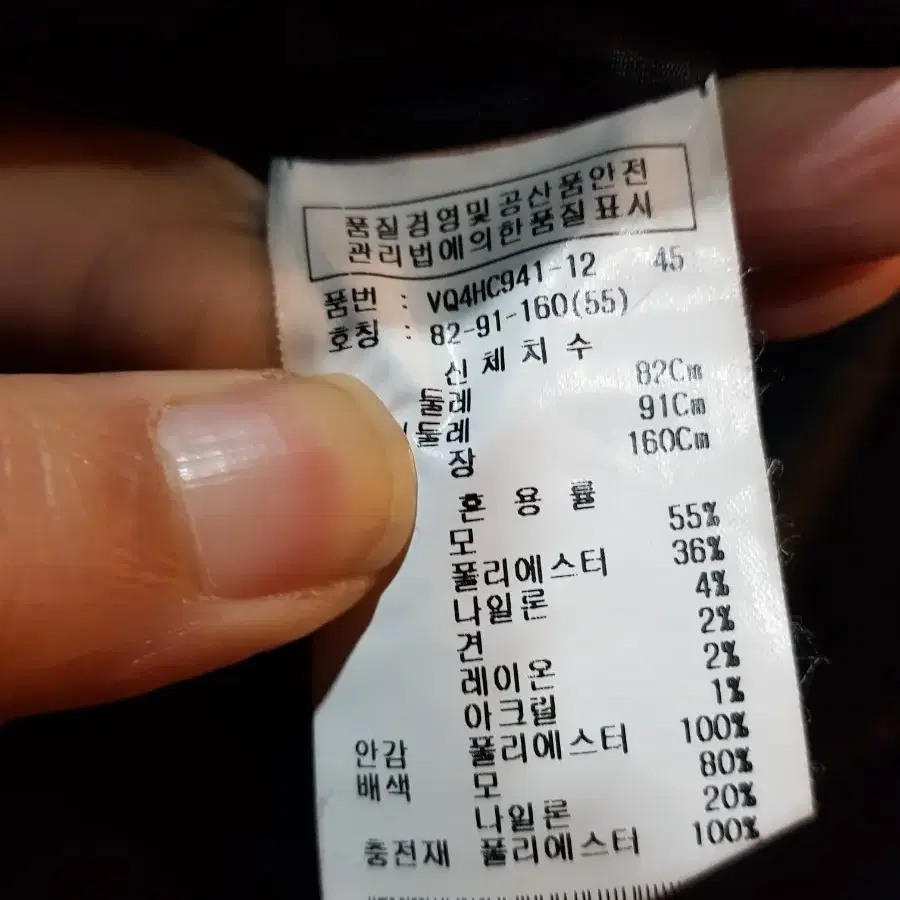 품질경영및공산품안전
관리법에의한품질표시
품번 : VQ4HC941-12 45
호칭 : 82-91-160(55)
신체치수
둘레 82Cm
둘레 91Cm
장 160Cm
혼용률
모 55%
폴리에스터 36%
나일론 4%
견 2%
레이온 2%
아크릴 1%
안감 폴리에스터 100%
배색 모 80%
나일론 20%
충전재 폴리에스터 100%